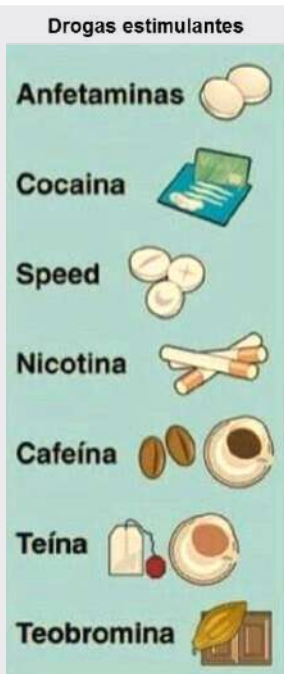 Drogas estimulantes
Anfetaminas
Cocaina
Speed
Nicotina
Cafeína
Teína
Teobromina